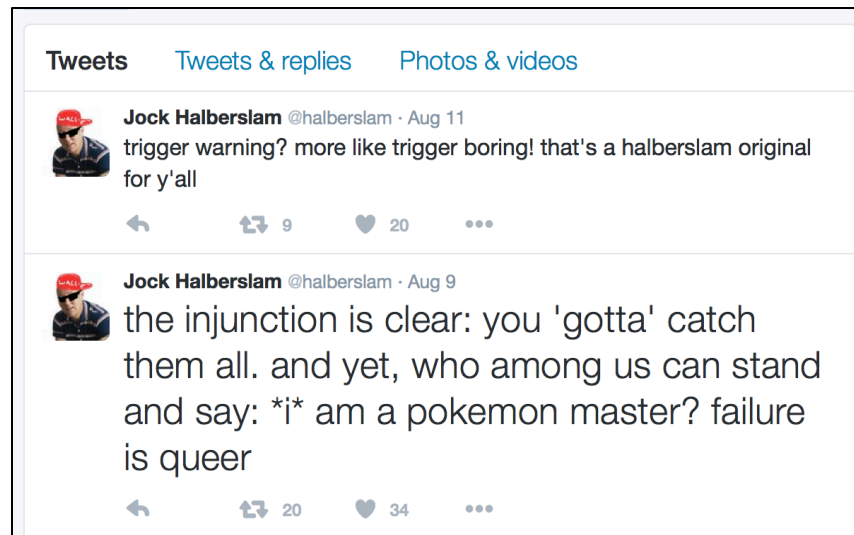 Tweets Tweets & replies Photos & videos
Jock Halberslam @halberslam · Aug 11
trigger warning? more like trigger boring! that's a halberslam original
for y'all
9 20
Jock Halberslam @halberslam · Aug 9
the injunction is clear: you 'gotta' catch
them all. and yet, who among us can stand
and say: *i* am a pokemon master? failure
is queer
20 34